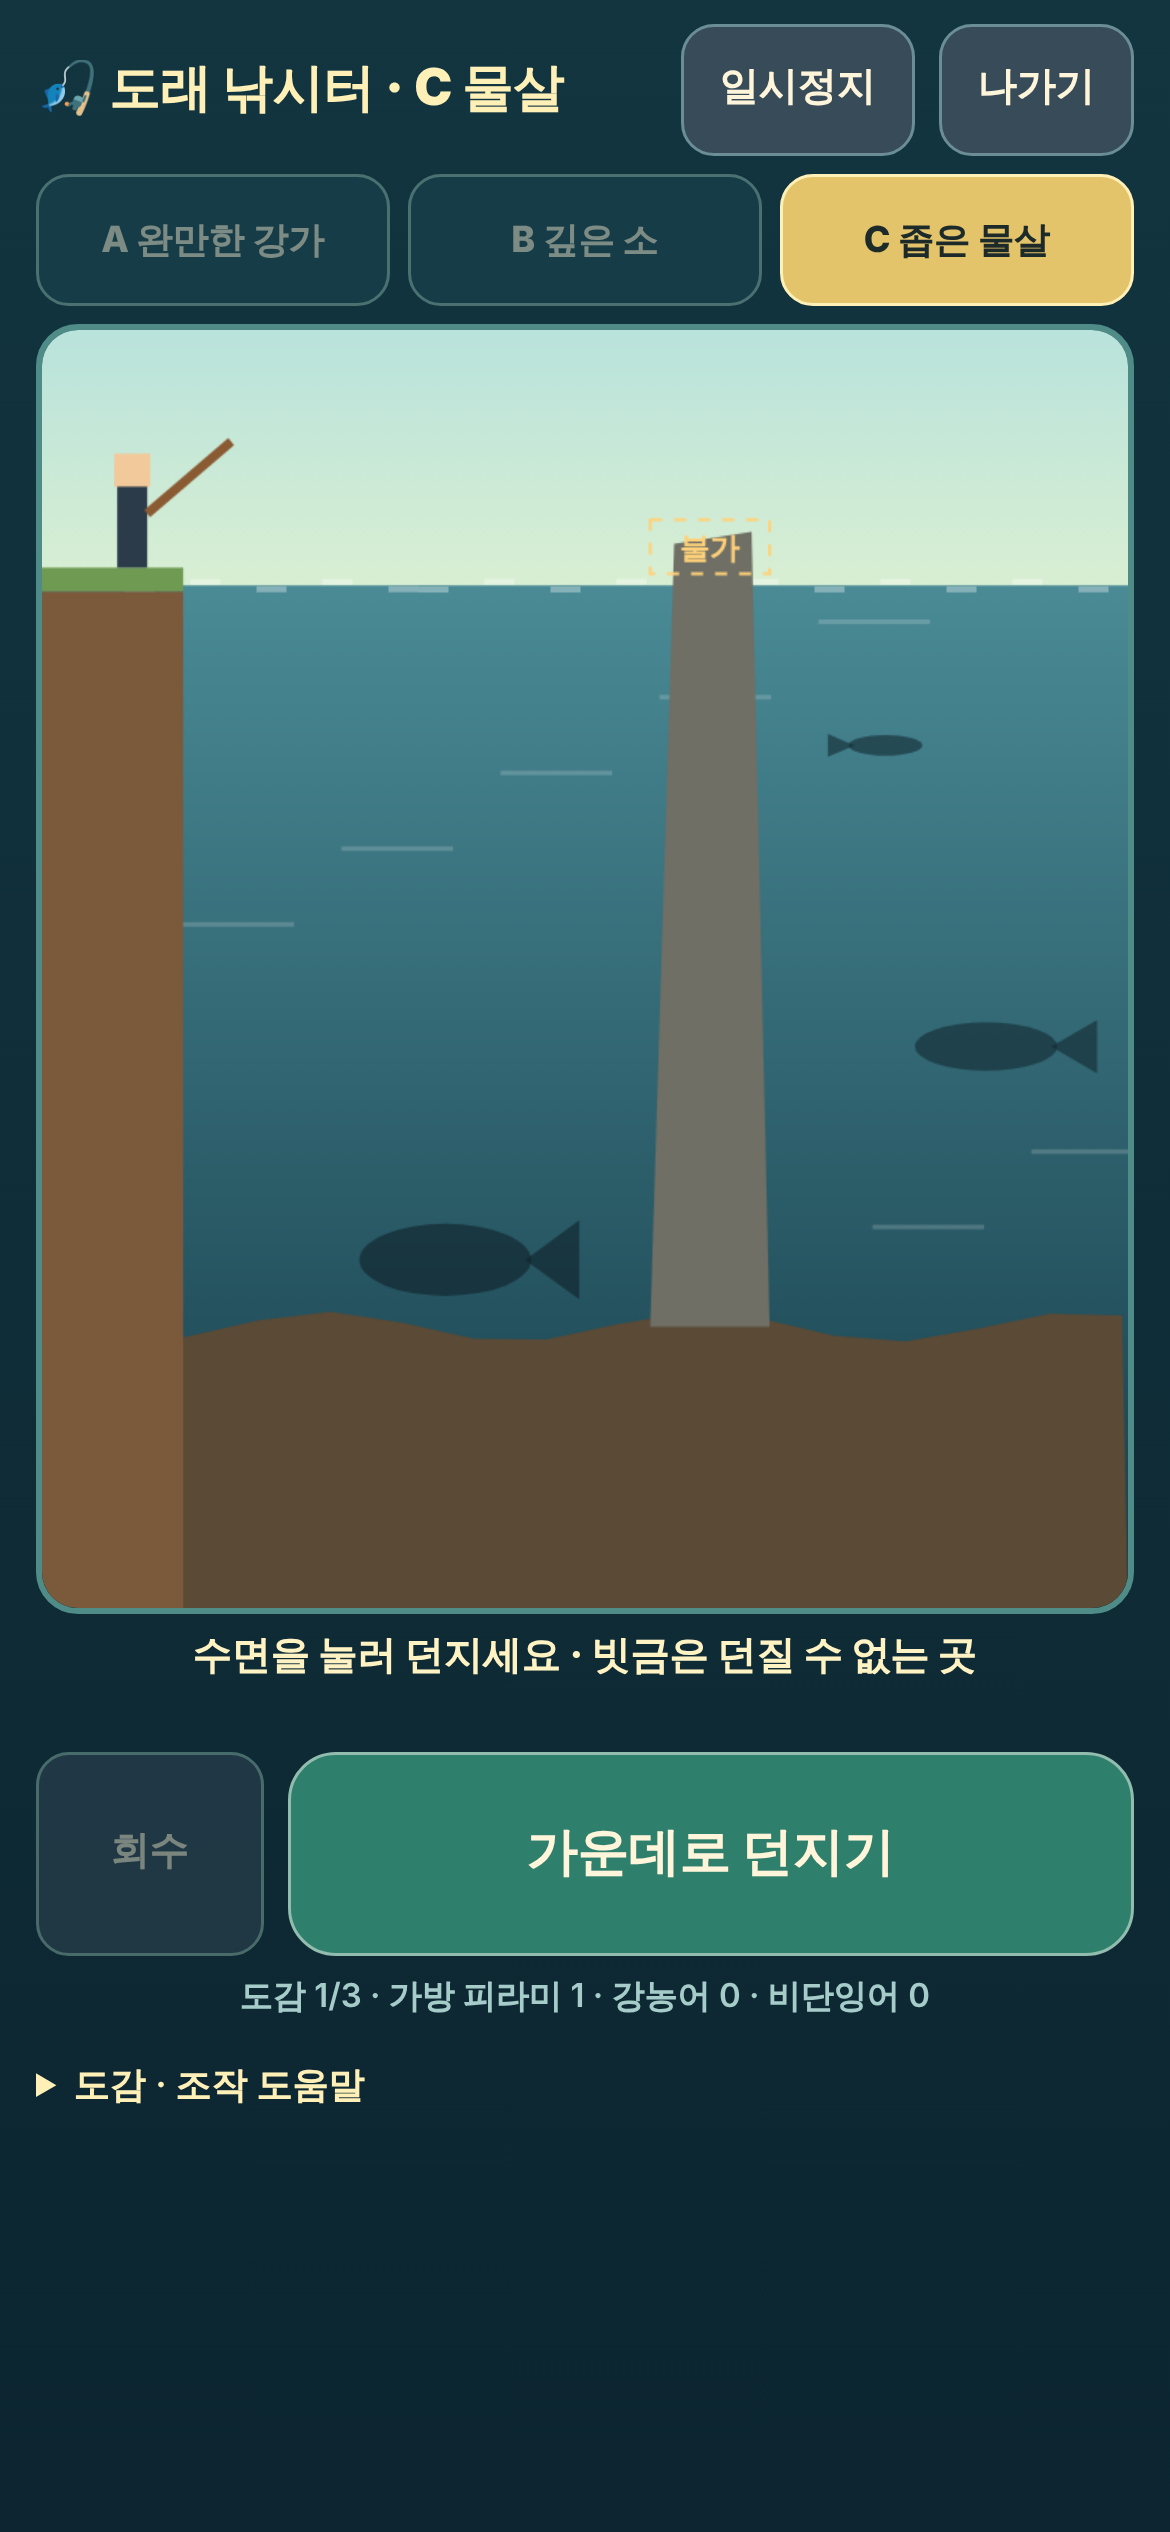 도래 낚시터 · C 물살
일시정지
나가기
A 완만한 강가
B 깊은 소
C 좁은 물살
불가
수면을 눌러 던지세요 · 빗금은 던질 수 없는 곳
회수
가운데로 던지기
도감 1/3 · 가방 피라미 1 · 강농어 0 · 비단잉어 0
▶ 도감 · 조작 도움말